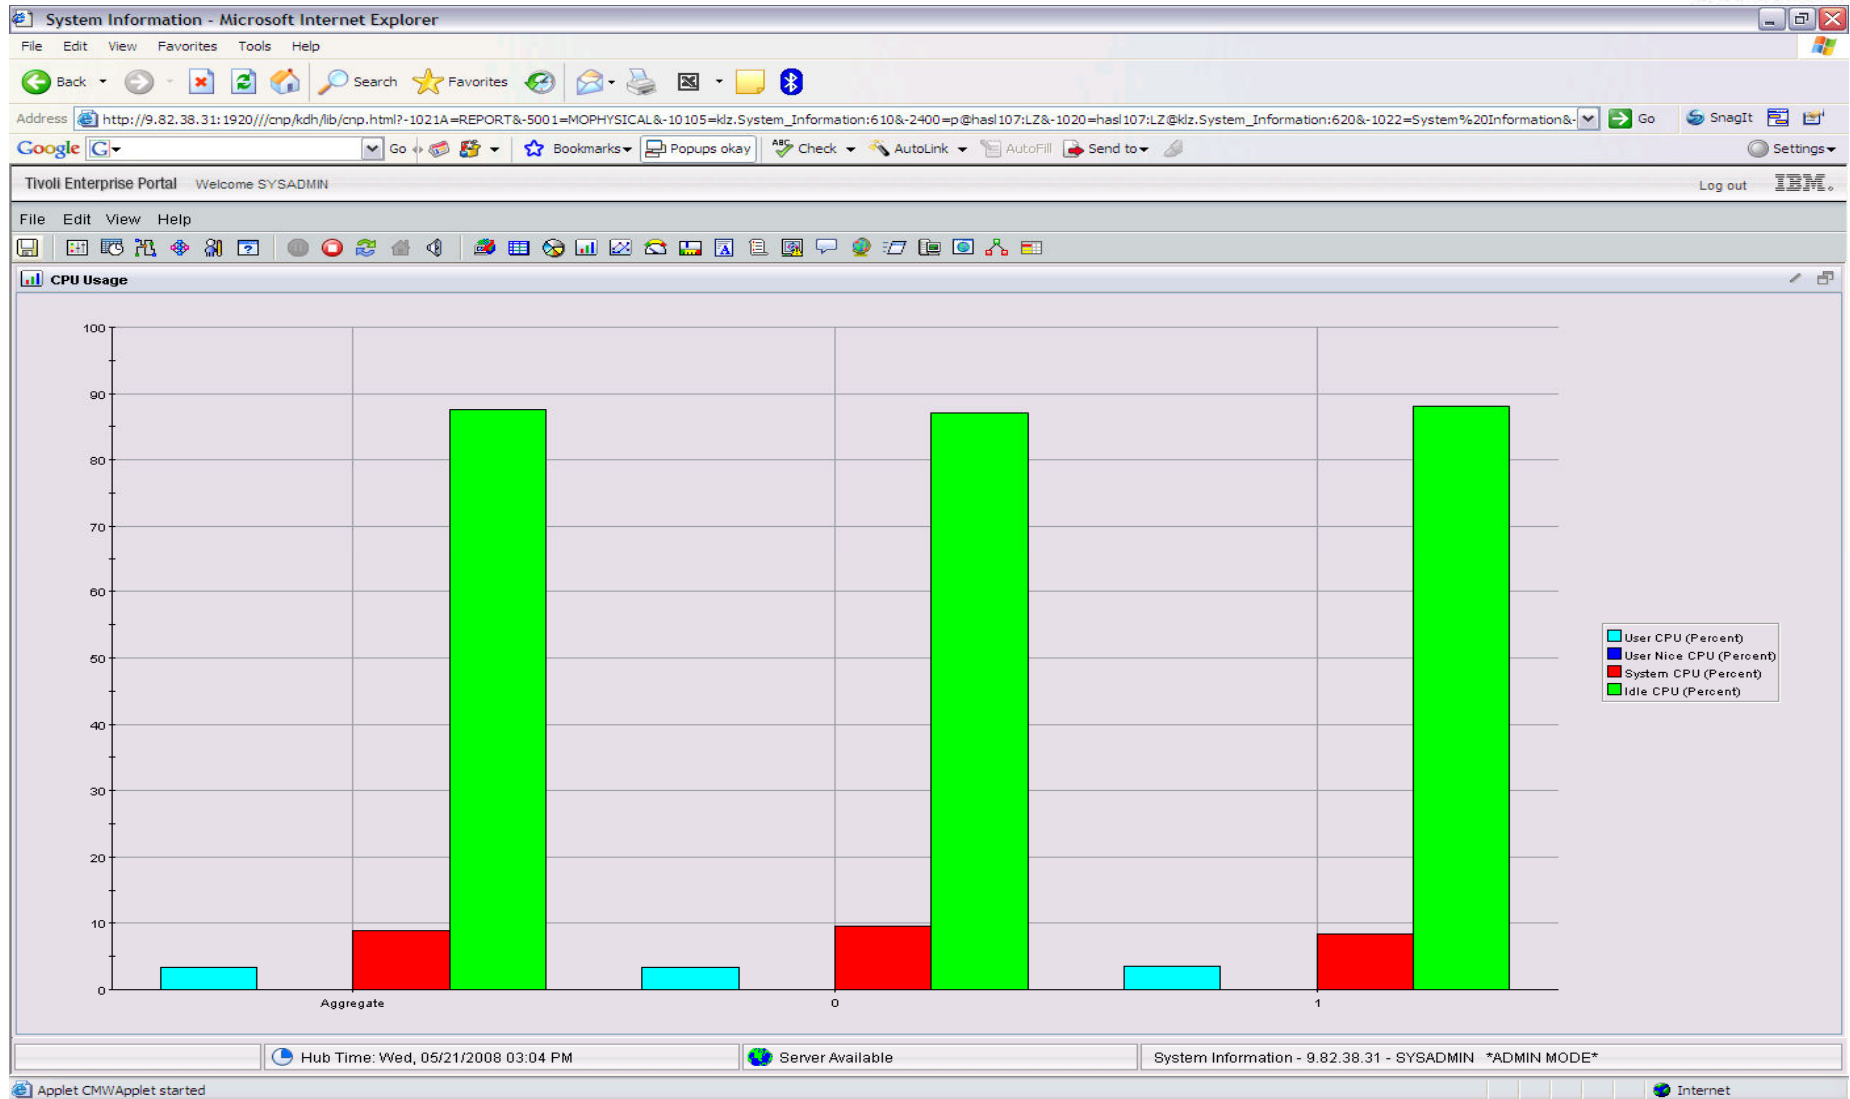 System Information - Microsoft Internet Explorer
File Edit View Favorites Tools Help
Back Search Favorites
Address http://9.82.38.31:1920///cnp/kdh/lib/cnp.html?-1021A=REPORT&-5001=MOPHYSICAL&-10105=klz.System_Information:610&-2400=p@hasl107:LZ&-1020=hasl107:LZ@klz.System_Information:620&-1022=System%20Information&- Go SnagIt
Google G Go Bookmarks Popups okay ABC Check AutoLink AutoFill Send to Settings
Tivoli Enterprise Portal Welcome SYSADMIN Log out IBM.
File Edit View Help
CPU Usage
100
90
80
70
60
50
40
30
20
10
0
Aggregate 0 1
User CPU (Percent)
User Nice CPU (Percent)
System CPU (Percent)
Idle CPU (Percent)
Hub Time: Wed, 05/21/2008 03:04 PM Server Available System Information - 9.82.38.31 - SYSADMIN *ADMIN MODE*
Applet CMWApplet started Internet